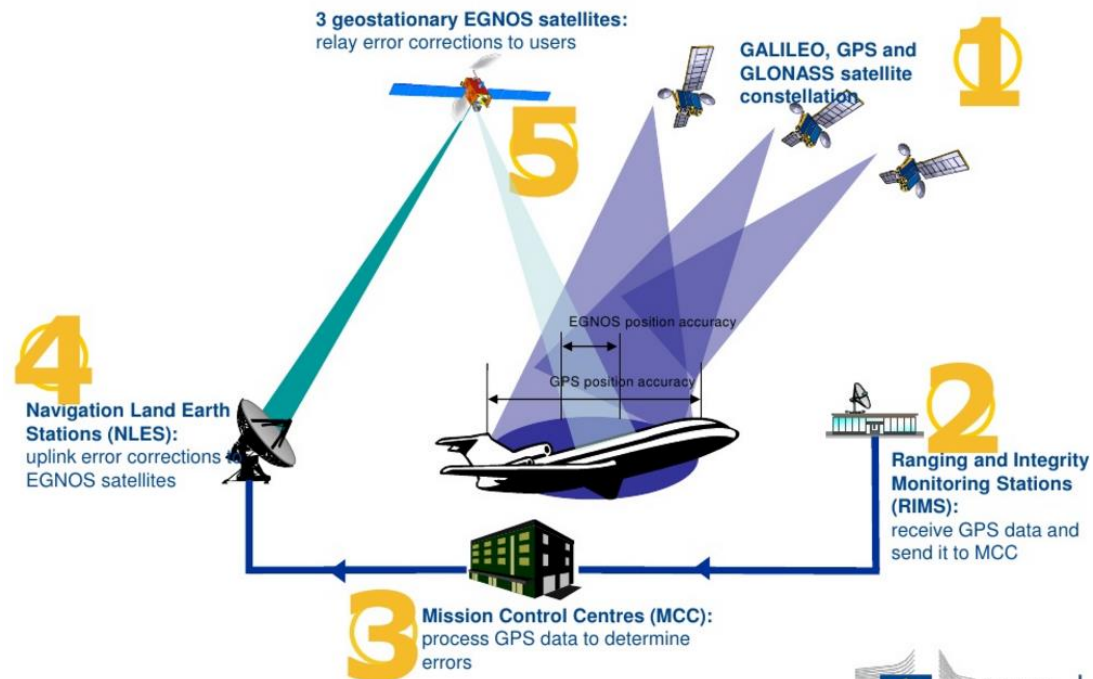 3 geostationary EGNOS satellites:
relay error corrections to users
GALILEO, GPS and
GLONASS satellite
constellation
1
5
EGNOS position accuracy
GPS position accuracy
4
Navigation Land Earth
Stations (NLES):
uplink error corrections to
EGNOS satellites
2
Ranging and Integrity
Monitoring Stations
(RIMS):
receive GPS data and
send it to MCC
3
Mission Control Centres (MCC):
process GPS data to determine
errors